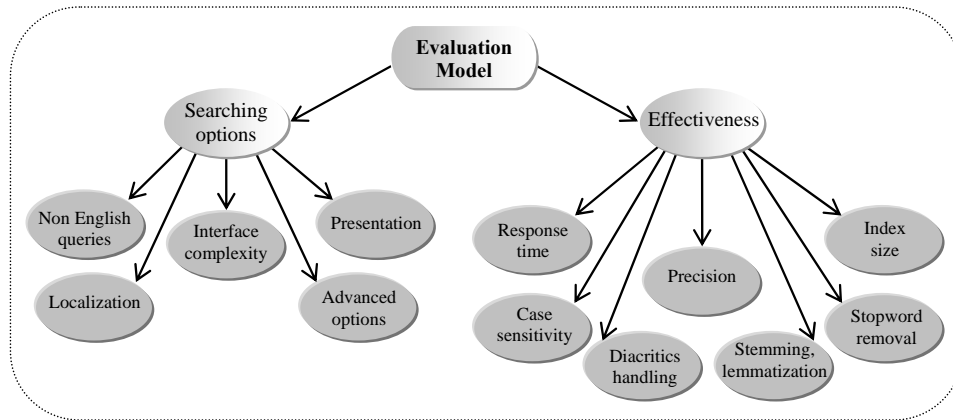 Evaluation
Model
Searching
options
Effectiveness
Non English
queries
Interface
complexity
Presentation
Localization
Advanced
options
Response
time
Precision
Index
size
Case
sensitivity
Diacritics
handling
Stemming,
lemmatization
Stopword
removal